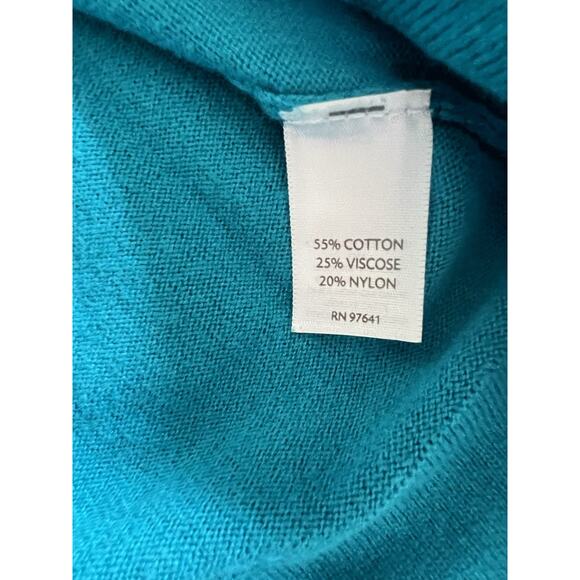 55% COTTON
25% VISCOSE
20% NYLON
RN 97641